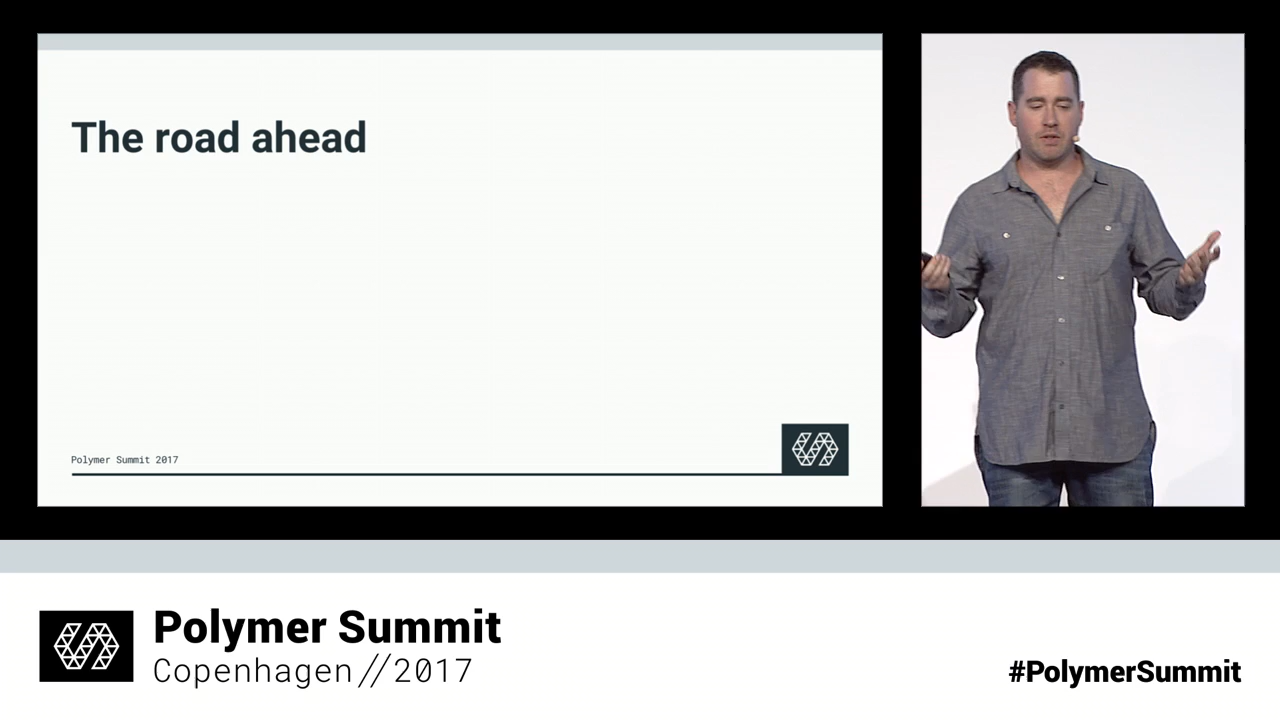 The road ahead
Polymer Summit 2017
Polymer Summit
Copenhagen//2017
#PolymerSummit